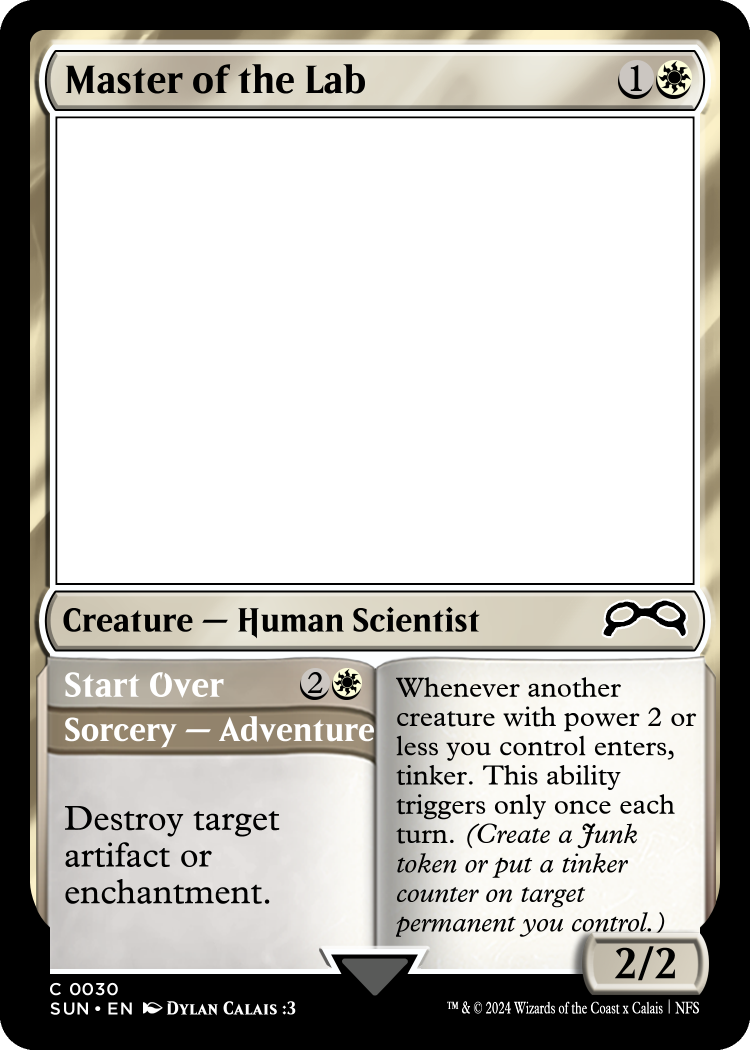 Master of the Lab 1
Creature — Human Scientist
Start Over 2
Sorcery — Adventure
Destroy target
artifact or
enchantment.
Whenever another
creature with power 2 or
less you control enters,
tinker. This ability
triggers only once each
turn. (Create a Junk
token or put a tinker
counter on target
permanent you control.)
2/2
C 0030
SUN • EN DYLAN CALAIS :3
™ & © 2024 Wizards of the Coast x Calais | NFS